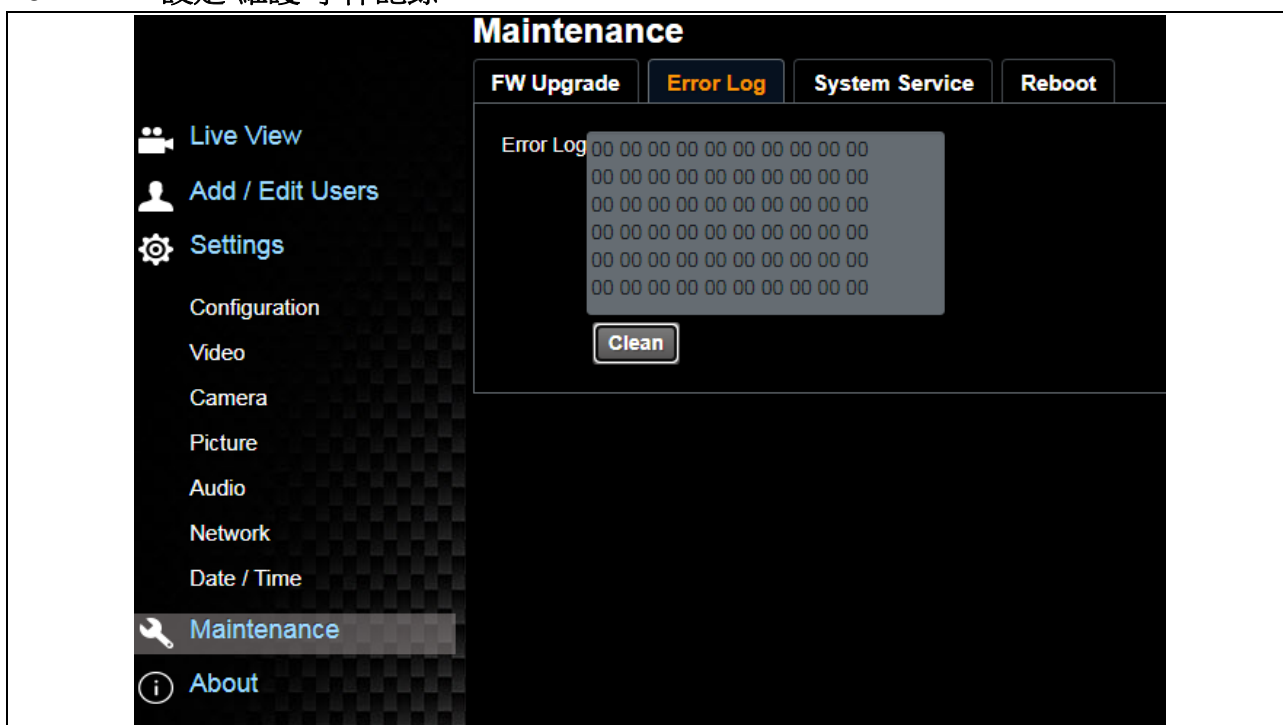 Maintenance
FW Upgrade
Error Log
System Service
Reboot
Live View
Add / Edit Users
Settings
Configuration
Video
Camera
Picture
Audio
Network
Date / Time
Maintenance
About
Error Log
00 00 00 00 00 00 00 00 00 00
00 00 00 00 00 00 00 00 00 00
00 00 00 00 00 00 00 00 00 00
00 00 00 00 00 00 00 00 00 00
00 00 00 00 00 00 00 00 00 00
00 00 00 00 00 00 00 00 00 00
Clean